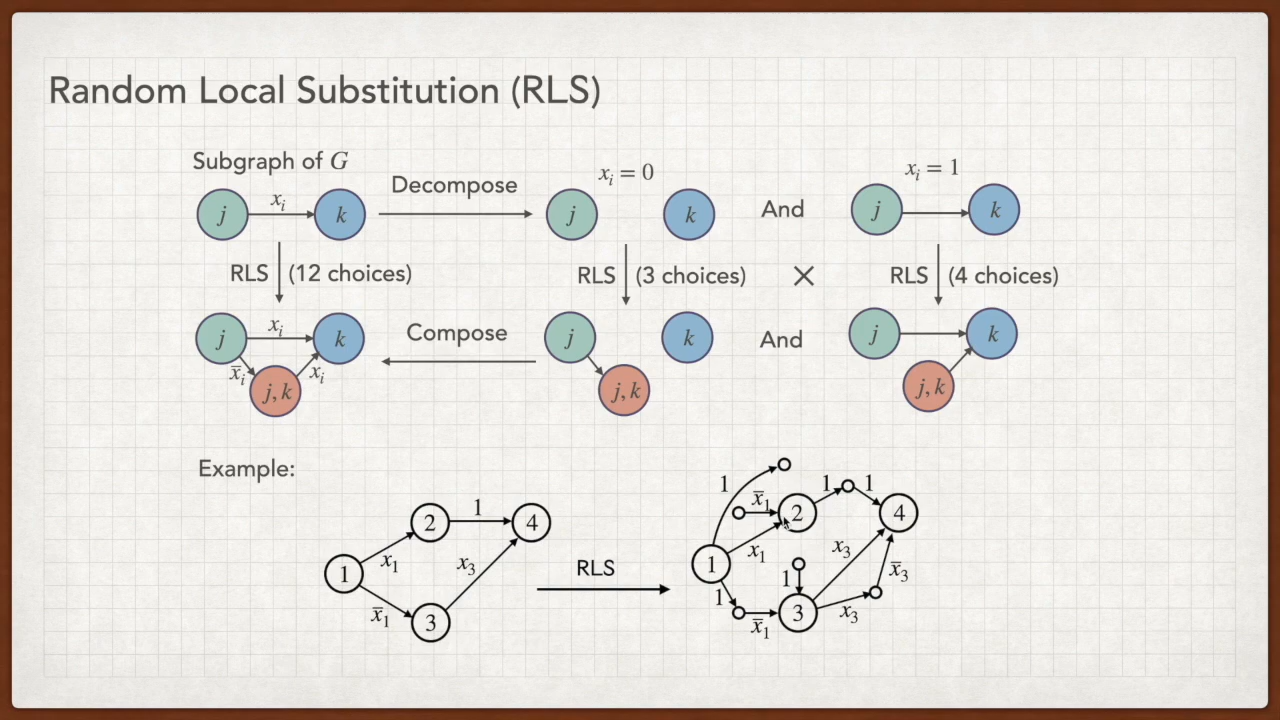 Random Local Substitution (RLS)
Subgraph of G
x_i = 0
x_i = 1
j x_i k
Decompose
j k
And
j k
RLS (12 choices)
RLS (3 choices)
×
RLS (4 choices)
j x_i k
Compose
j k
And
j k
x̅_i j, k x_i
j, k
j, k
Example:
1 x_1 2 1 4
x̅_1 3 x_3
RLS
1 1 x̅_1 2 1 1 4
x_1 x_3 x̅_3
1 x̅_1 1 3 x_3